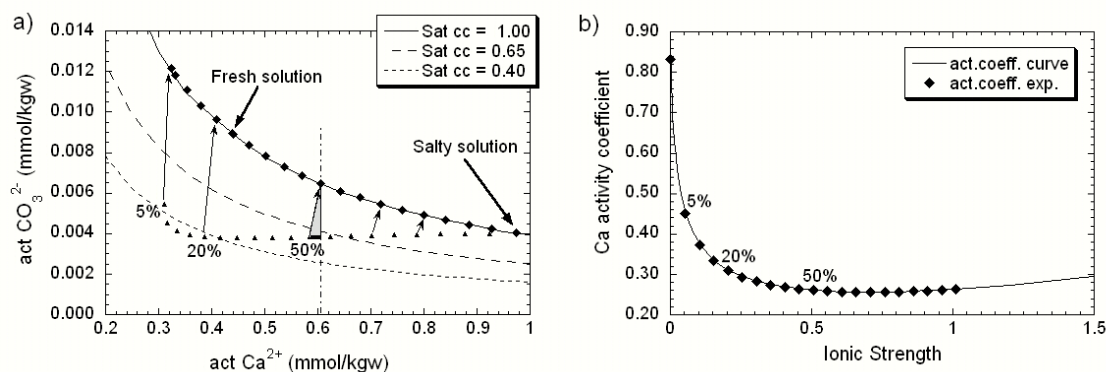 a)
0.014
0.012
0.010
0.008
0.006
0.004
0.002
0.000
act CO₃²⁻ (mmol/kgw)
Sat cc = 1.00
Sat cc = 0.65
Sat cc = 0.40
Fresh solution
Salty solution
5%
20%
50%
0.2 0.3 0.4 0.5 0.6 0.7 0.8 0.9 1
act Ca²⁺ (mmol/kgw)
b)
0.90
0.80
0.70
0.60
0.50
0.40
0.30
0.20
Ca activity coefficient
act.coeff. curve
act.coeff. exp.
5%
20%
50%
0 0.5 1 1.5
Ionic Strength